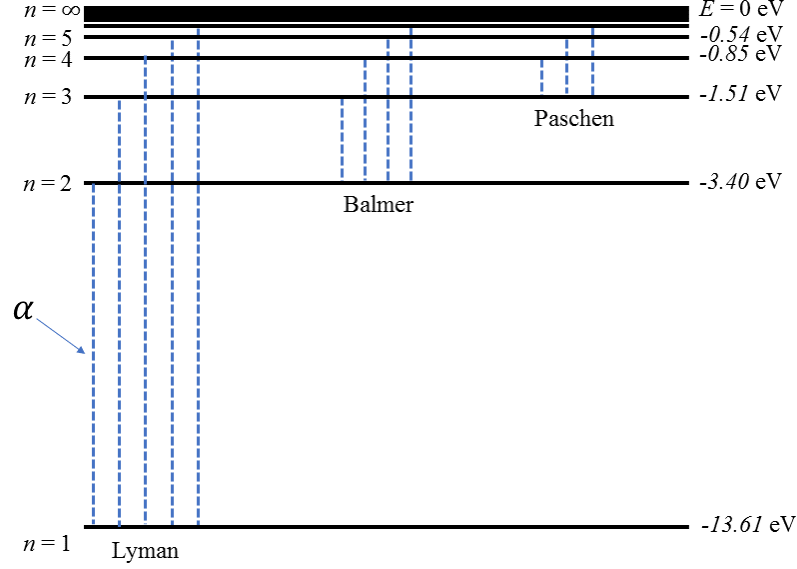 n = ∞ E = 0 eV
n = 5 -0.54 eV
n = 4 -0.85 eV
n = 3 -1.51 eV
Paschen
n = 2 -3.40 eV
Balmer
α
n = 1 -13.61 eV
Lyman